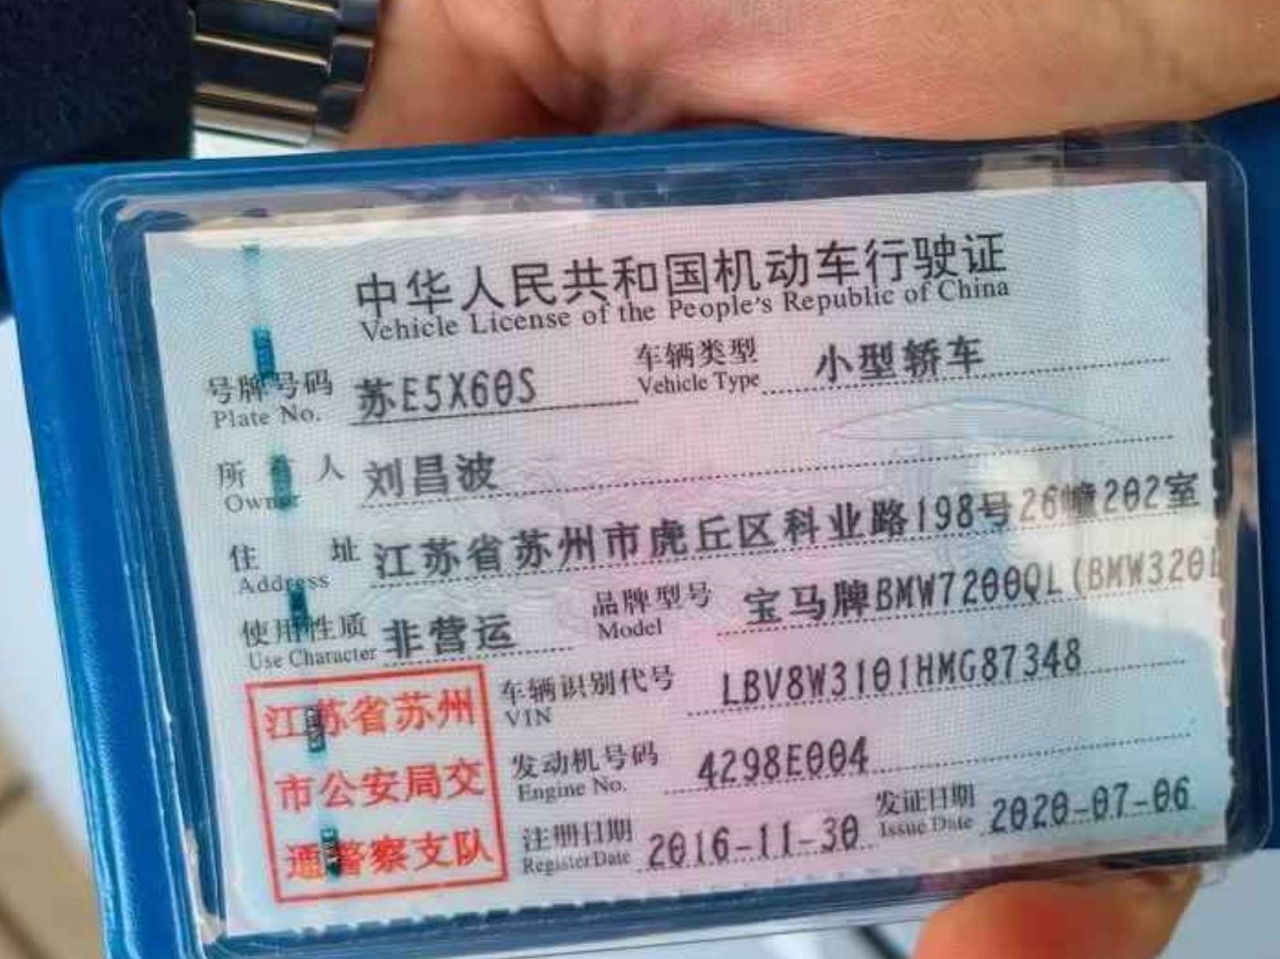 中华人民共和国机动车行驶证
Vehicle License of the People's Republic of China
号牌号码 苏E5X60S 车辆类型 小型轿车
Plate No. Vehicle Type
所有人 刘昌波
Owner
住址 江苏省苏州市虎丘区科业路198号26幢202室
Address
使用性质 非营运 品牌型号 宝马牌BMW7200QL(BMW320L
Use Character Model
江苏省苏州
市公安局交
通警察支队
车辆识别代号 LBV8W3101HMG87348
VIN
发动机号码 4298E004
Engine No.
注册日期 2016-11-30 发证日期 2020-07-06
Register Date Issue Date